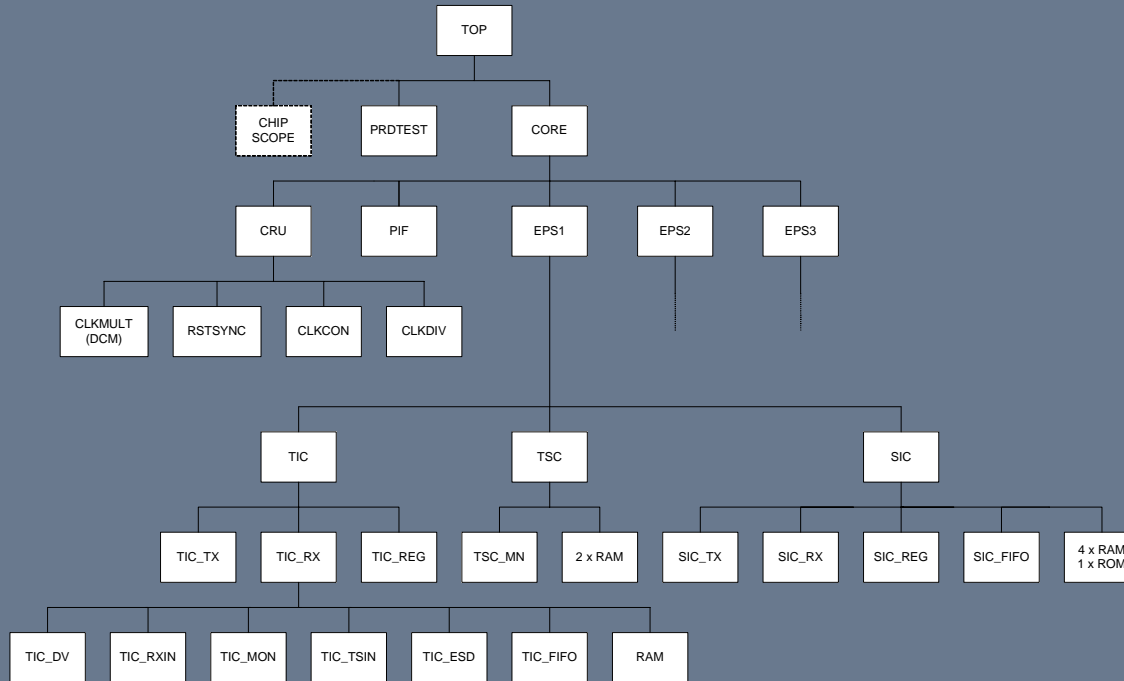 TOP
CHIP
SCOPE
PRDTEST
CORE
CRU
PIF
EPS1
EPS2
EPS3
CLKMULT
(DCM)
RSTSYNC
CLKCON
CLKDIV
TIC
TSC
SIC
TIC_TX
TIC_RX
TIC_REG
TSC_MN
2 x RAM
SIC_TX
SIC_RX
SIC_REG
SIC_FIFO
4 x RAM
1 x ROM
TIC_DV
TIC_RXIN
TIC_MON
TIC_TSIN
TIC_ESD
TIC_FIFO
RAM